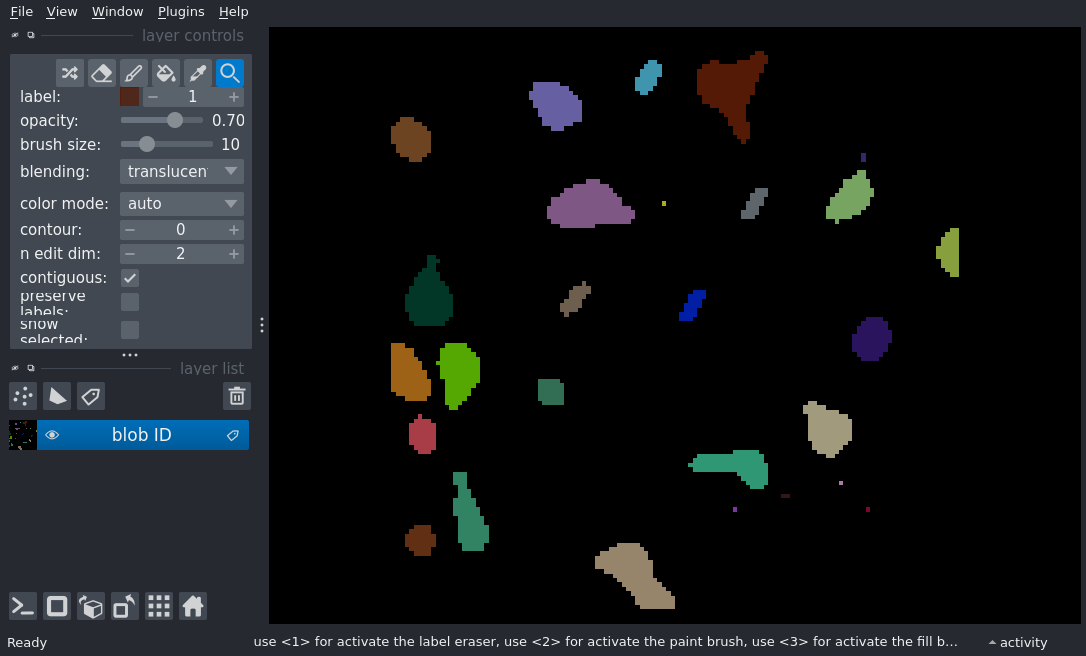 File View Window Plugins Help
layer controls
label: 1
opacity: 0.70
brush size: 10
blending: translucen
color mode: auto
contour: 0
n edit dim: 2
contiguous:
preserve
labels:
show
selected:
layer list
blob ID
Ready use <1> for activate the label eraser, use <2> for activate the paint brush, use <3> for activate the fill b... activity